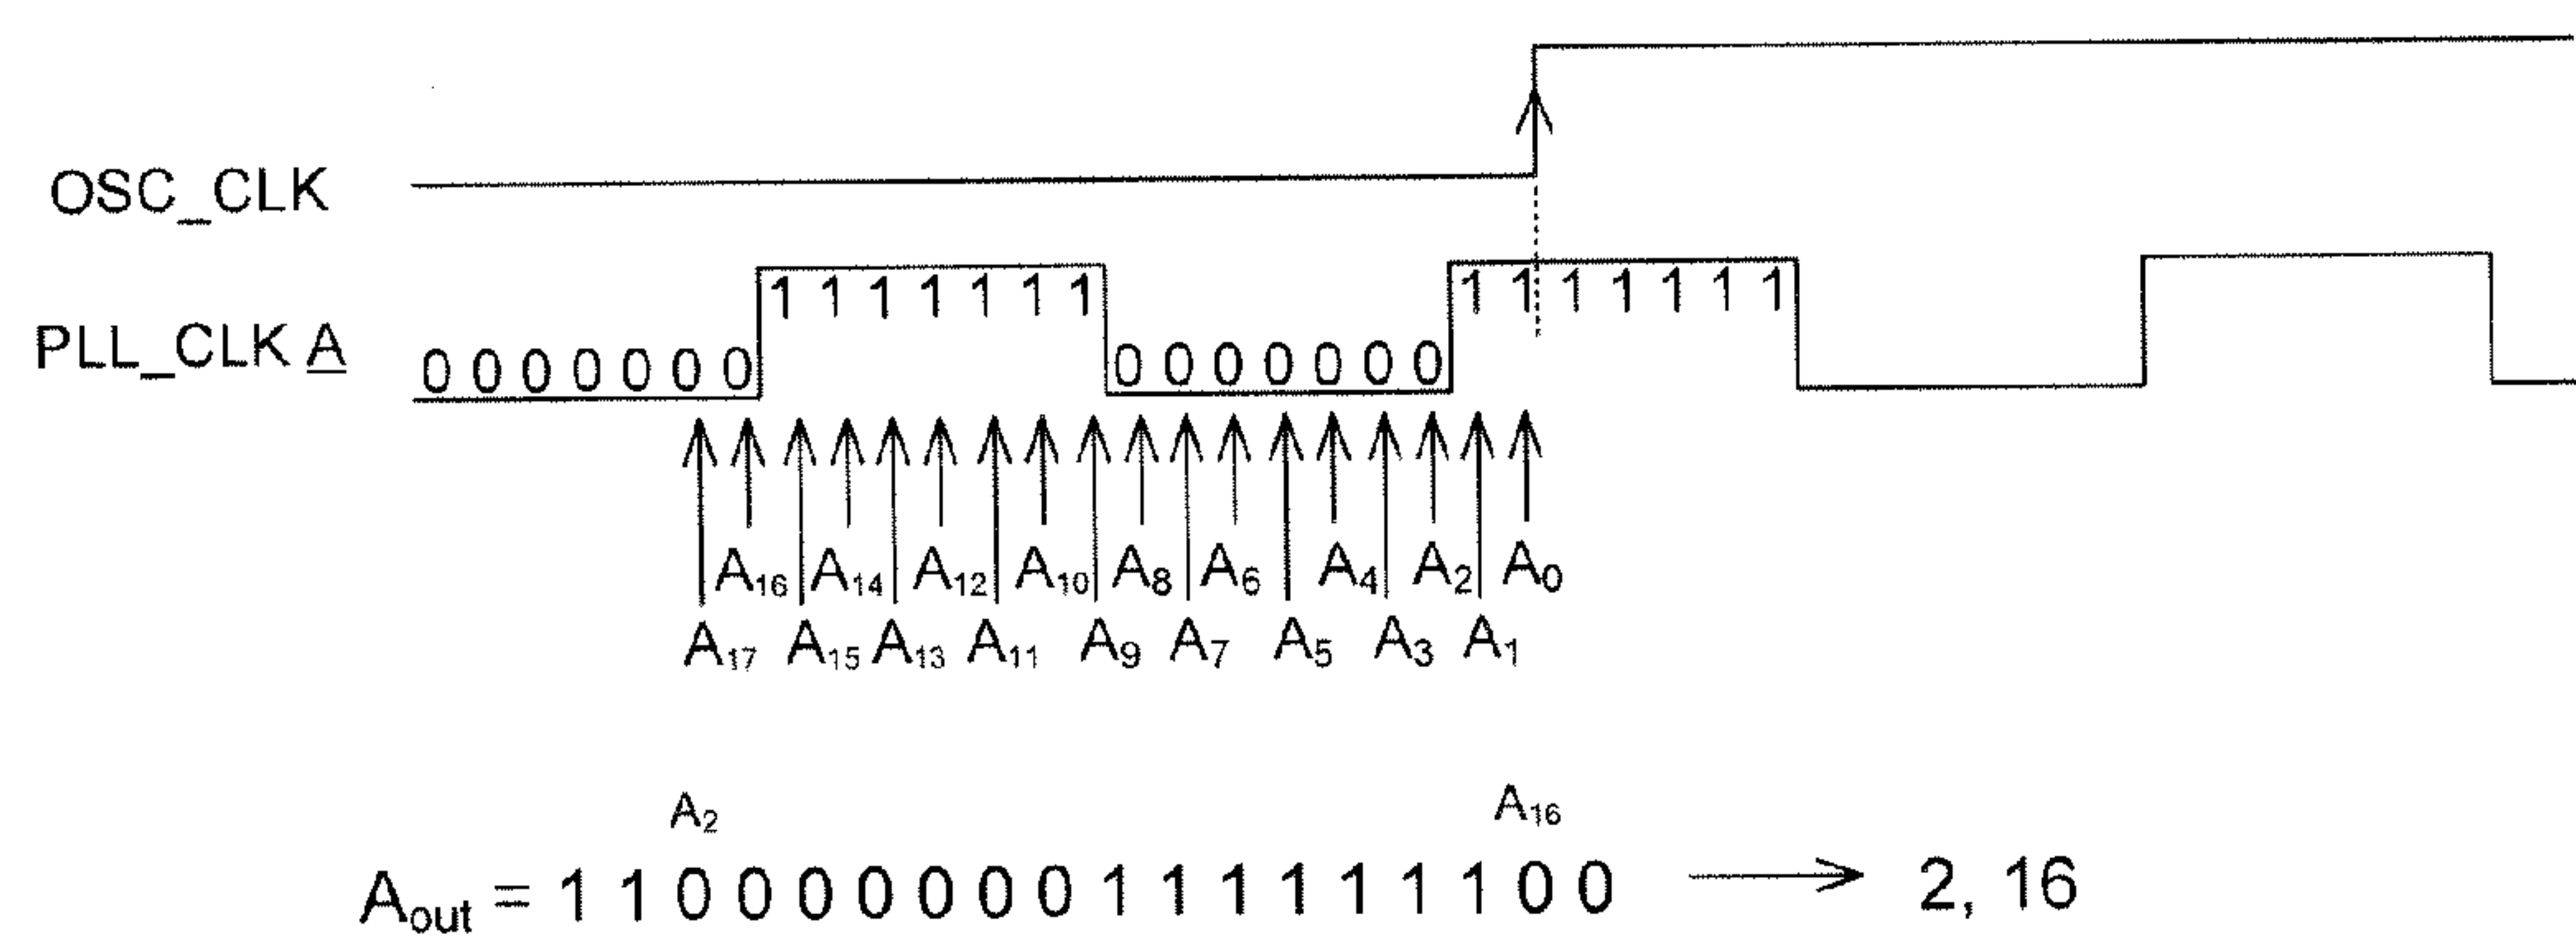 OSC_CLK
1 1 1 1 1 1 1 1 1 1 1 1 1 1
PLL_CLK A
0 0 0 0 0 0 0 0 0 0 0 0 0 0
A16 A14 A12 A10 A8 A6 A4 A2 A0
A17 A15 A13 A11 A9 A7 A5 A3 A1
A2 A16
Aout = 1 1 0 0 0 0 0 0 0 1 1 1 1 1 1 1 0 0 → 2, 16